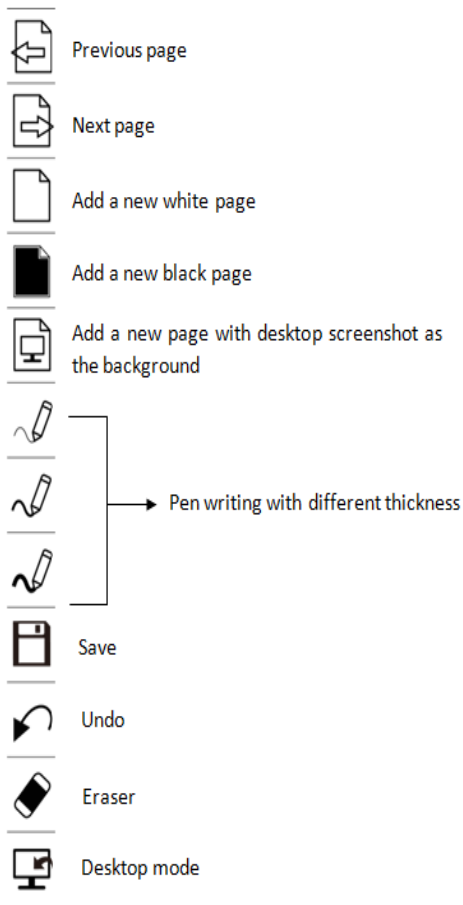 Previous page
Next page
Add a new white page
Add a new black page
Add a new page with desktop screenshot as
the background
Pen writing with different thickness
Save
Undo
Eraser
Desktop mode